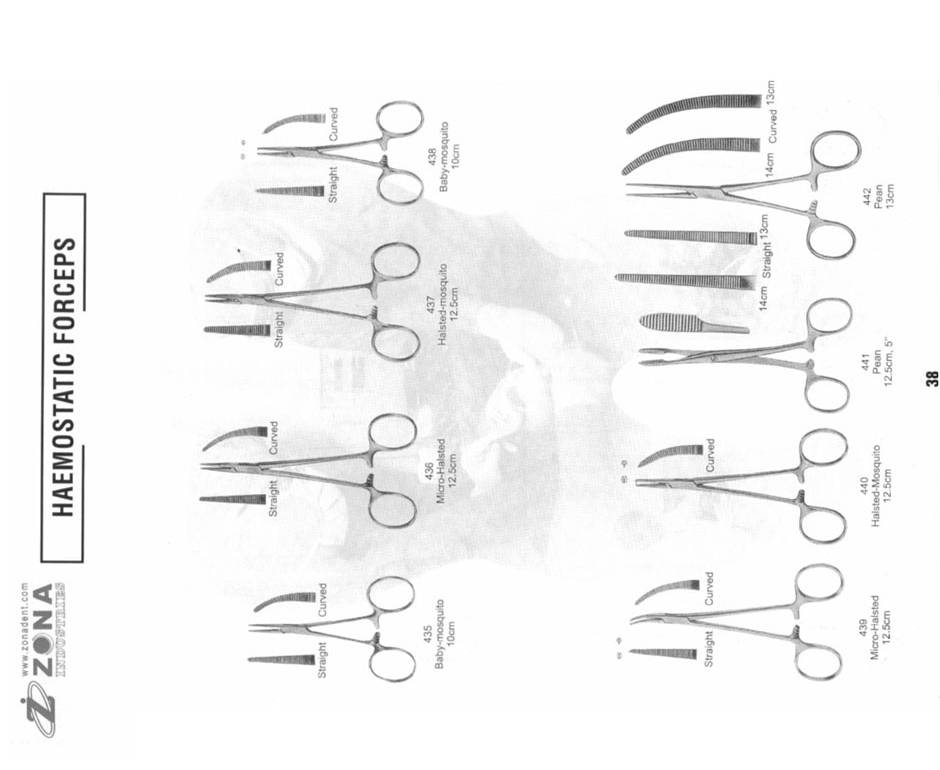 www.zonadent.com
ZONA
INDUSTRIES
HAEMOSTATIC FORCEPS
Straight
Curved
435
Baby-mosquito
10cm
Straight
Curved
436
Micro-Halsted
12.5cm
Straight
Curved
437
Halsted-mosquito
12.5cm
Straight
Curved
438
Baby-mosquito
10cm
Straight
Curved
439
Micro-Halsted
12.5cm
Curved
440
Halsted-Mosquito
12.5cm
441
Pean
12.5cm, 5"
14cm
Straight
13cm
14cm
Curved
13cm
442
Pean
13cm
38